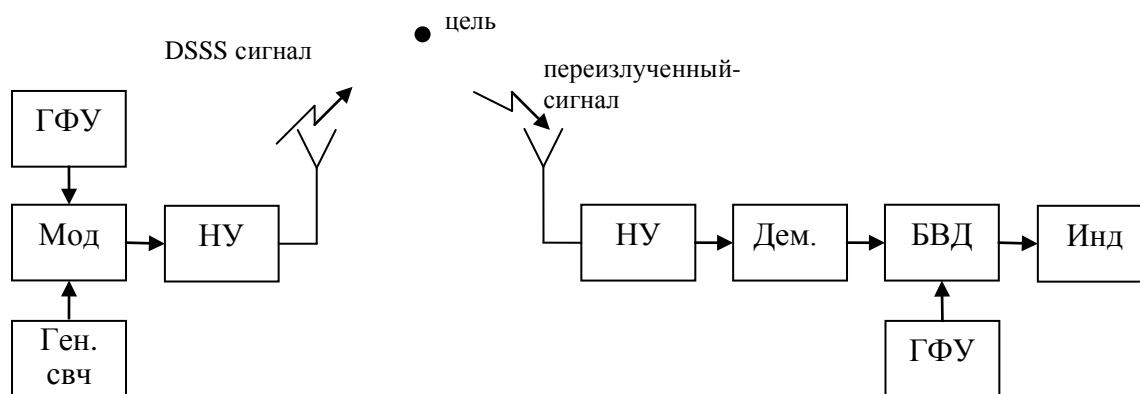 цель
DSSS сигнал
переизлученный-
сигнал
ГФУ
Мод
НУ
НУ
Дем.
БВД
Инд
Ген.
свч
ГФУ